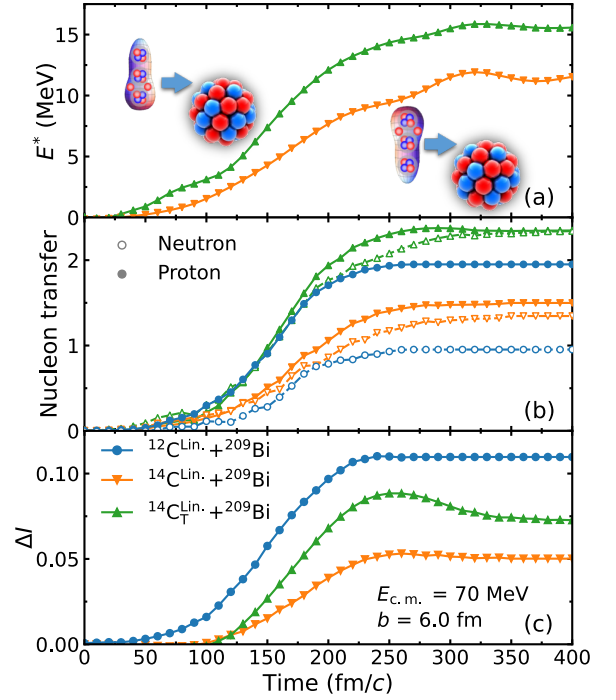 15
10
5
0
E* (MeV)
(a)
Neutron
Proton
2
1
0
Nucleon transfer
(b)
¹²C^Lin. + ²⁰⁹Bi
¹⁴C^Lin. + ²⁰⁹Bi
¹⁴C_T^Lin. + ²⁰⁹Bi
0.10
0.05
0.00
ΔI
E_c.m. = 70 MeV
b = 6.0 fm
(c)
0 50 100 150 200 250 300 350 400
Time (fm/c)